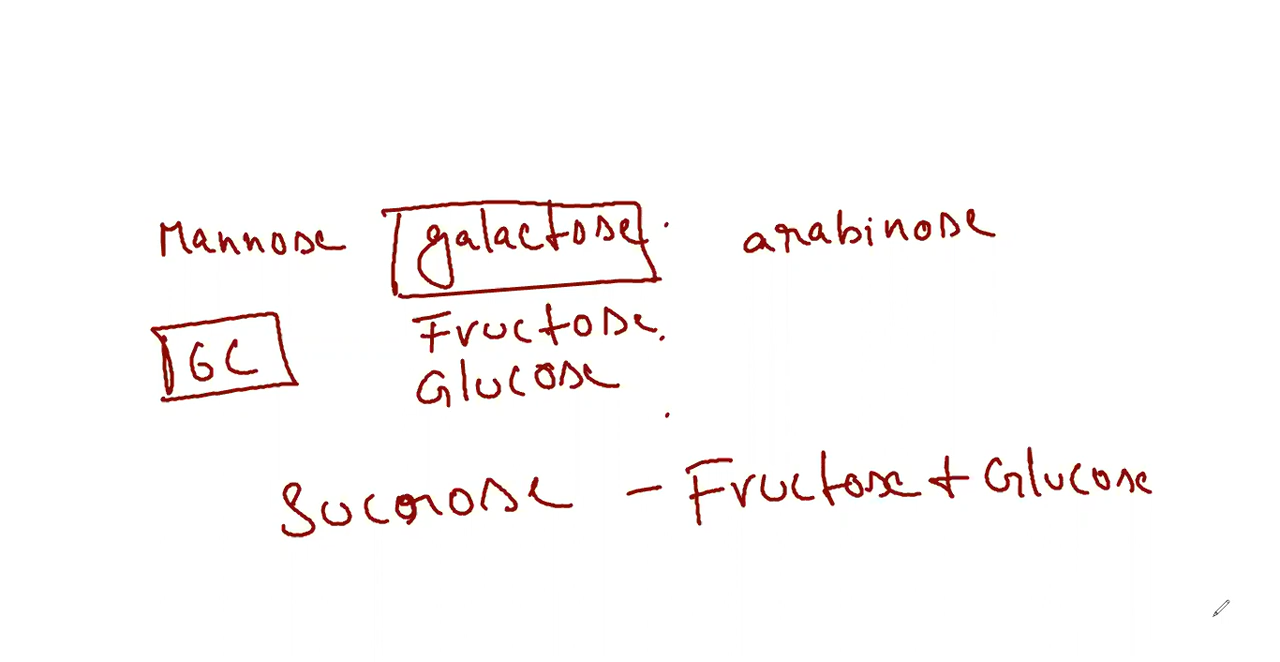 Mannose galactose. arabinose
GC Fructose.
Glucose
Sucrose - Fructose + Glucose